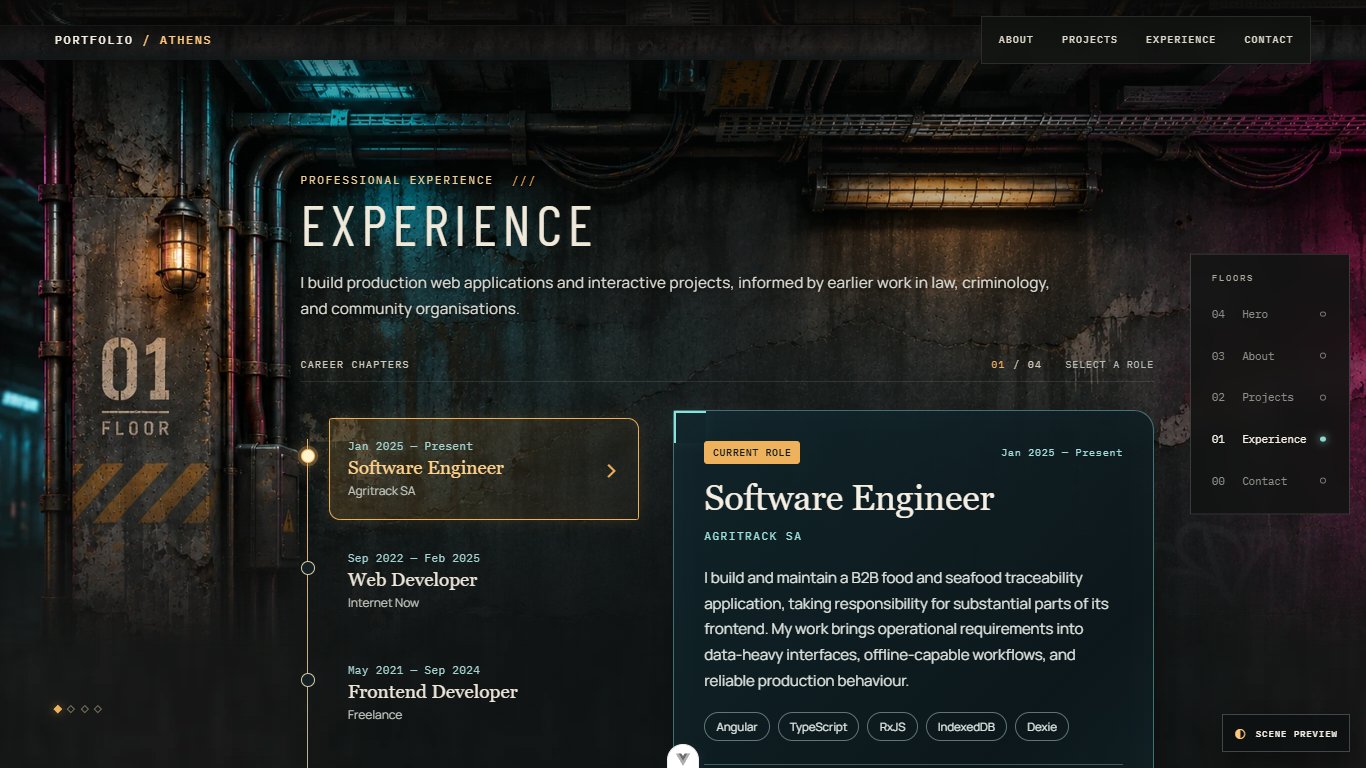 PORTFOLIO / ATHENS
ABOUT PROJECTS EXPERIENCE CONTACT
PROFESSIONAL EXPERIENCE ///
EXPERIENCE
I build production web applications and interactive projects, informed by earlier work in law, criminology,
and community organisations.
01
FLOOR
CAREER CHAPTERS
01 / 04 SELECT A ROLE
Jan 2025 — Present
Software Engineer
Agritrack SA
Sep 2022 — Feb 2025
Web Developer
Internet Now
May 2021 — Sep 2024
Frontend Developer
Freelance
CURRENT ROLE
Jan 2025 — Present
Software Engineer
AGRITRACK SA
I build and maintain a B2B food and seafood traceability
application, taking responsibility for substantial parts of its
frontend. My work brings operational requirements into
data-heavy interfaces, offline-capable workflows, and
reliable production behaviour.
Angular TypeScript RxJS IndexedDB Dexie
FLOORS
04 Hero
03 About
02 Projects
01 Experience
00 Contact
SCENE PREVIEW